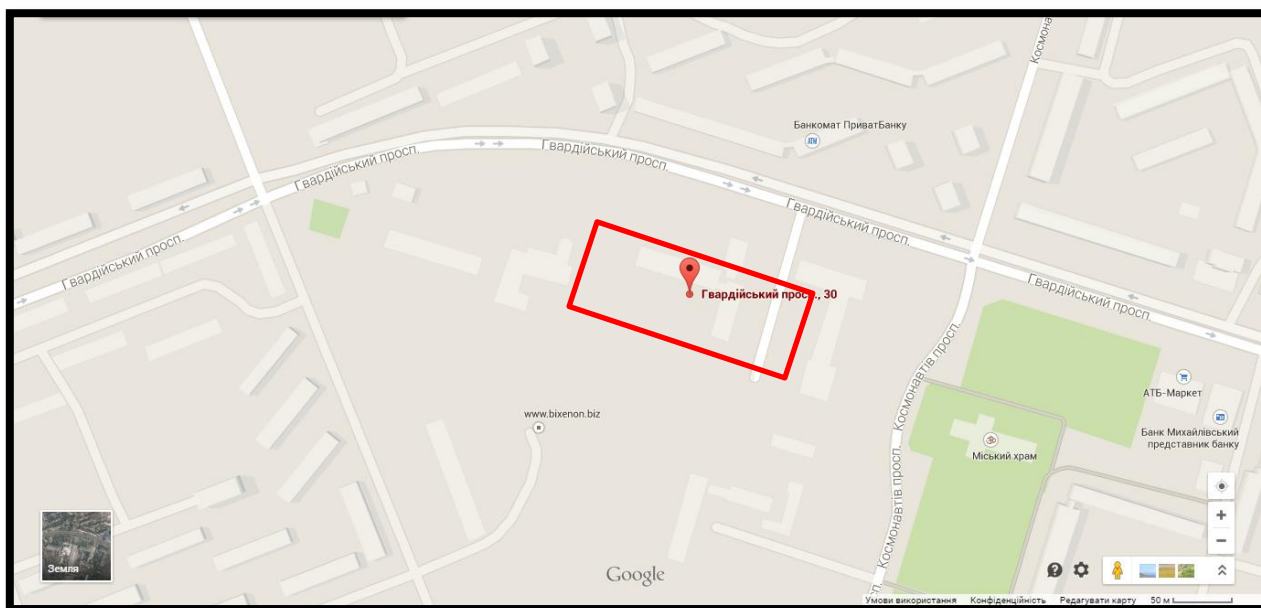 Космона
Банкомат ПриватБанку
Гвардійський просп.
Гвардійський просп.
Гвардійський просп.
Гвардійський просп.
Гвардійський просп.
Гвардійський просп., 30
Космонавтів просп.
АТБ-Маркет
www.bixenon.biz
Банк Михайлівський
представник банку
Міський храм
Космонавтів просп.
Земля
Google
Умови використання Конфіденційність Редагувати карту 50 м